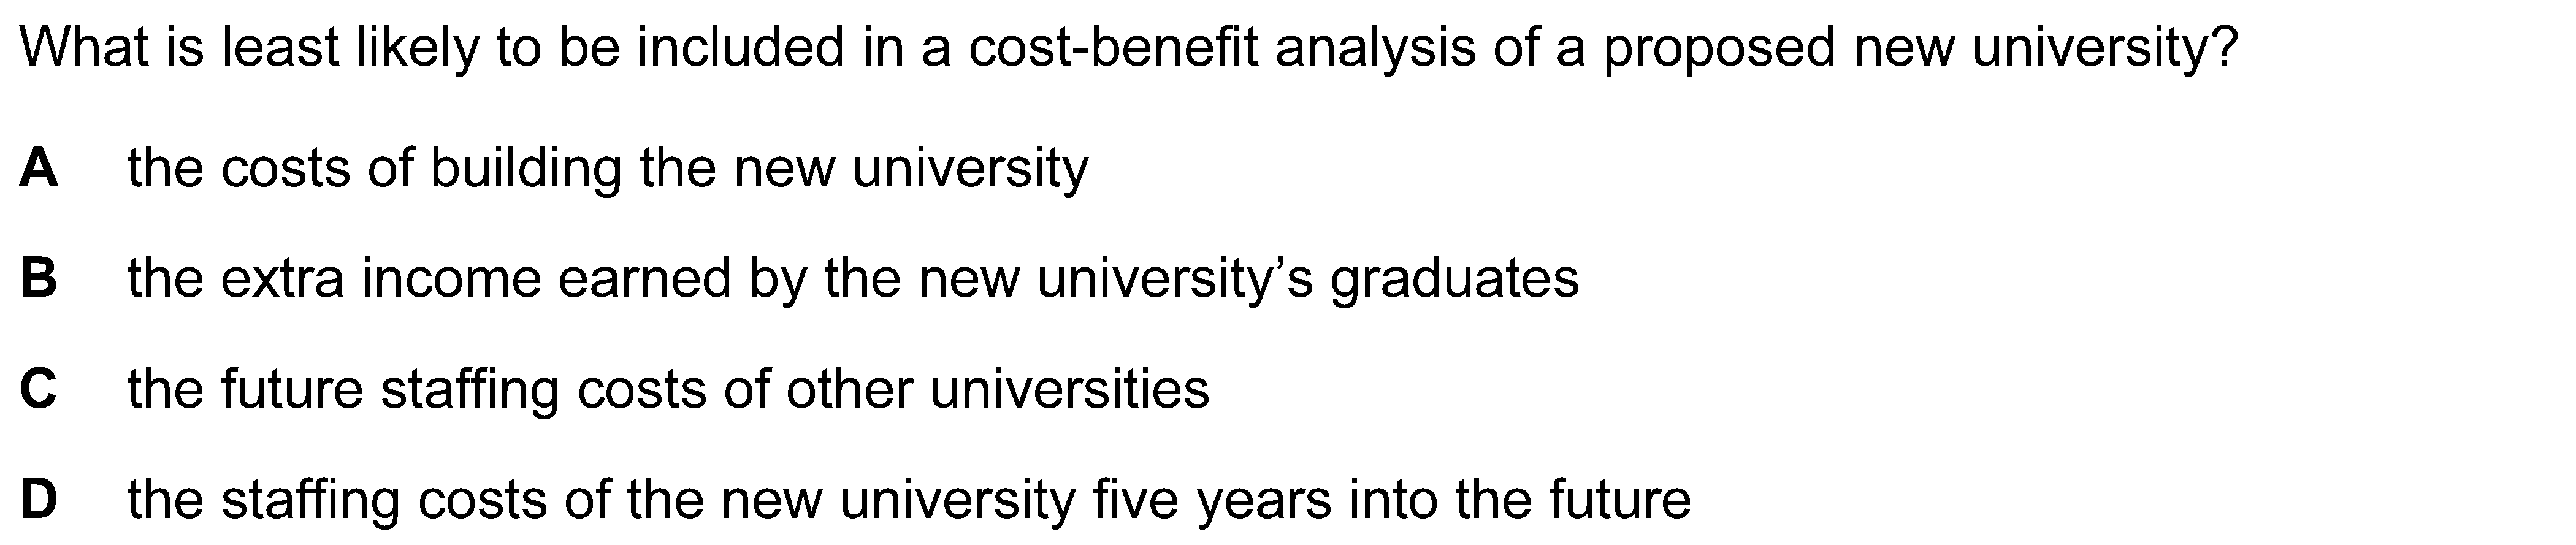 What is least likely to be included in a cost-benefit analysis of a proposed new university?
A the costs of building the new university
B the extra income earned by the new university’s graduates
C the future staffing costs of other universities
D the staffing costs of the new university five years into the future